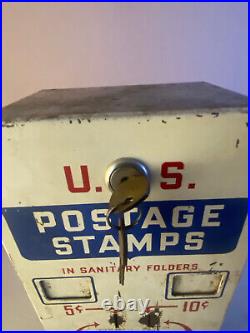 U. S.
POSTAGE
STAMPS
IN SANITARY FOLDERS
5¢ 10¢